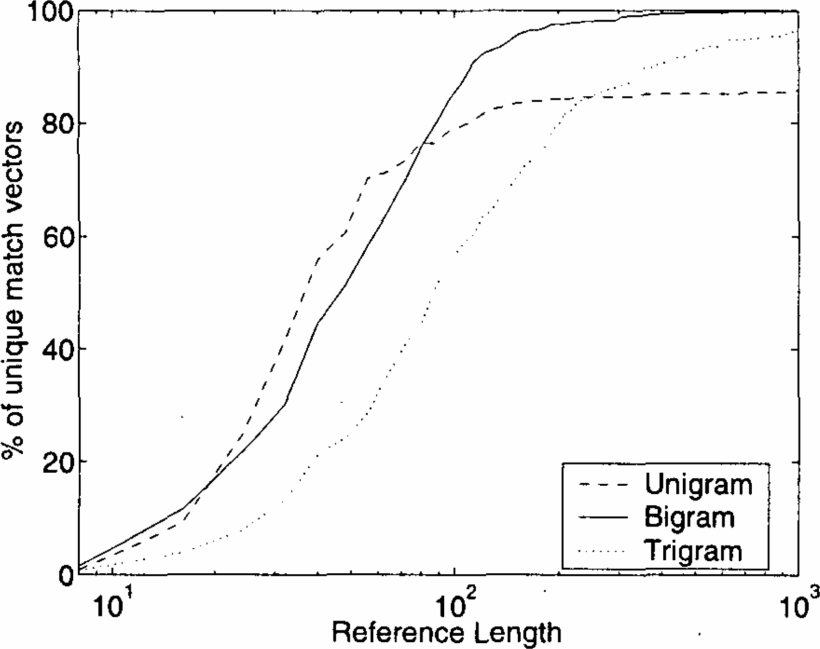 100
80
60
40
20
0
% of unique match vectors
Unigram
Bigram
Trigram
10^1
10^2
10^3
Reference Length